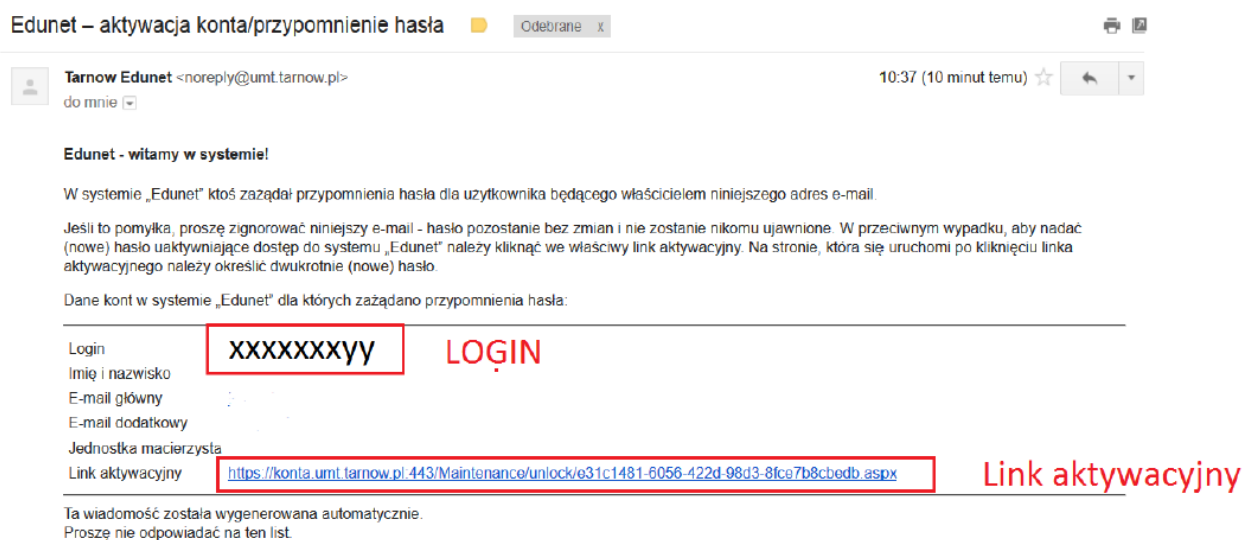 Edunet – aktywacja konta/przypomnienie hasła Odebrane x
Tarnow Edunet <noreply@umt.tarnow.pl> 10:37 (10 minut temu)
do mnie
Edunet - witamy w systemie!
W systemie „Edunet” ktoś zażądał przypomnienia hasła dla użytkownika będącego właścicielem niniejszego adres e-mail.
Jeśli to pomyłka, proszę zignorować niniejszy e-mail - hasło pozostanie bez zmian i nie zostanie nikomu ujawnione. W przeciwnym wypadku, aby nadać
(nowe) hasło uaktywniające dostęp do systemu „Edunet” należy kliknąć we właściwy link aktywacyjny. Na stronie, która się uruchomi po kliknięciu linka
aktywacyjnego należy określić dwukrotnie (nowe) hasło.
Dane kont w systemie „Edunet” dla których zażądano przypomnienia hasła:
Login xxxxxxxyy LOGIN
Imię i nazwisko
E-mail główny
E-mail dodatkowy
Jednostka macierzysta
Link aktywacyjny https://konta.umt.tarnow.pl:443/Maintenance/unlock/e31c1481-6056-422d-98d3-8fce7b8cbedb.aspx Link aktywacyjny
Ta wiadomość została wygenerowana automatycznie.
Proszę nie odpowiadać na ten list.